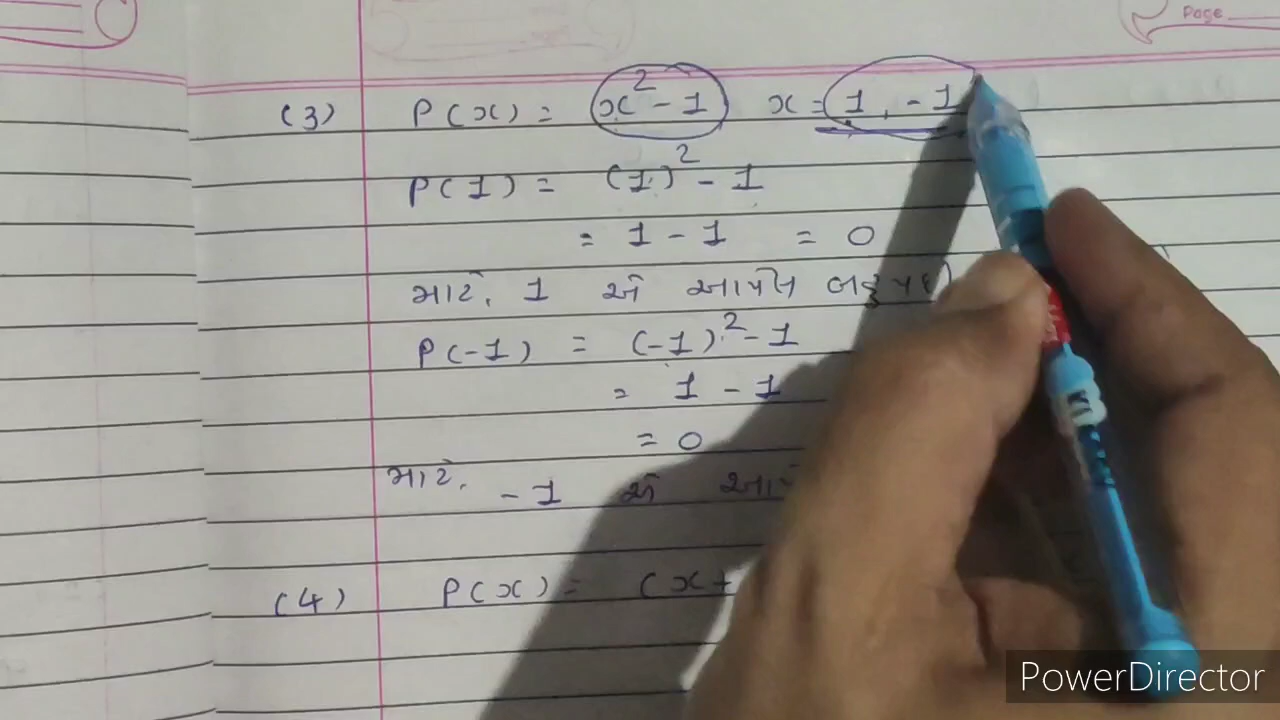 Page
(3) P(x) = x² - 1 x = 1, -1
P(1) = (1)² - 1
= 1 - 1 = 0
માટે. 1 એ આપેલ બહુપદી
P(-1) = (-1)² - 1
= 1 - 1
= 0
માટે. -1 એ
(4) P(x) = (x+
PowerDirector